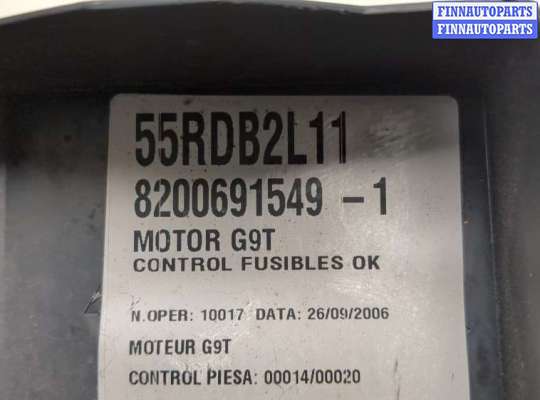 FINNAUTOPARTS
FINNAUTOPARTS
55RDB2L11
8200691549 -1
MOTOR G9T
CONTROL FUSIBLES OK
N.OPER: 10017 DATA: 26/09/2006
MOTEUR G9T
CONTROL PIESA: 00014/00020